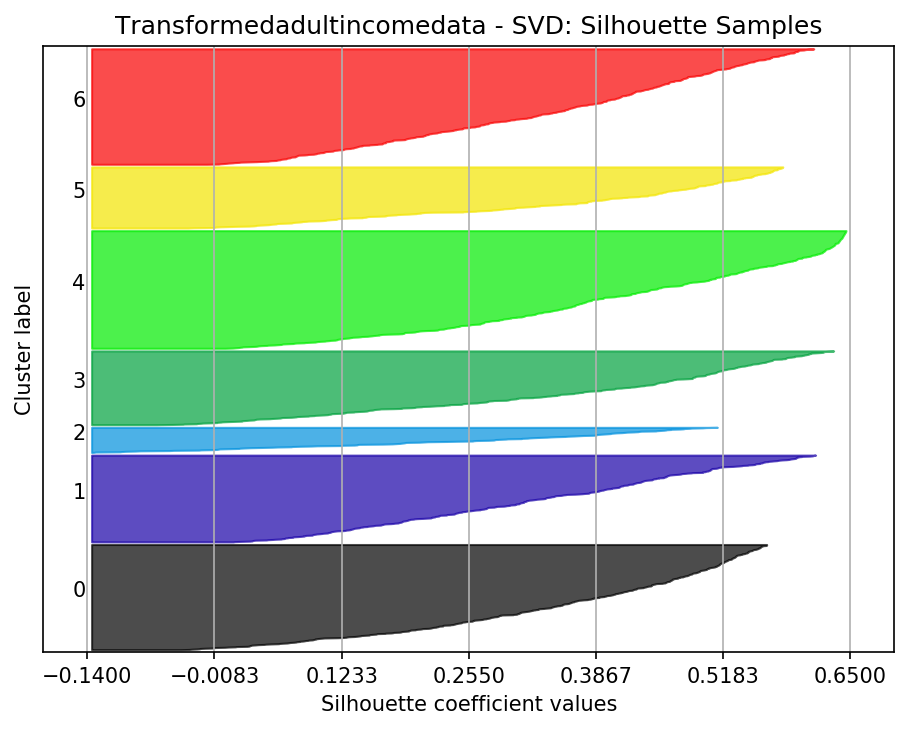 Transformedadultincomedata - SVD: Silhouette Samples
Cluster label
6
5
4
3
2
1
0
−0.1400 −0.0083 0.1233 0.2550 0.3867 0.5183 0.6500
Silhouette coefficient values